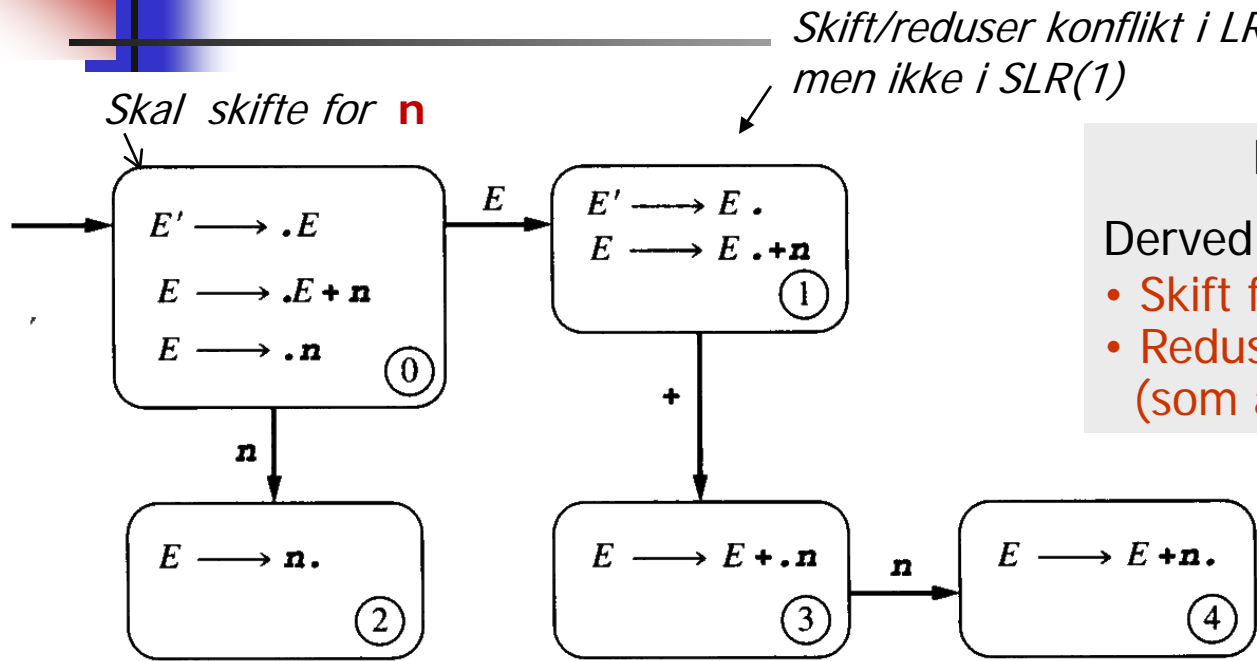 Skift/reduser konflikt i LR
men ikke i SLR(1)
Skal skifte for n
E' ⟶ .E
E ⟶ .E + n
E ⟶ .n
0
E
E' ⟶ E .
E ⟶ E .+n
1
Derved
• Skift f
• Redus
(som a
n
+
E ⟶ n.
2
E ⟶ E +.n
3
n
E ⟶ E +n.
4